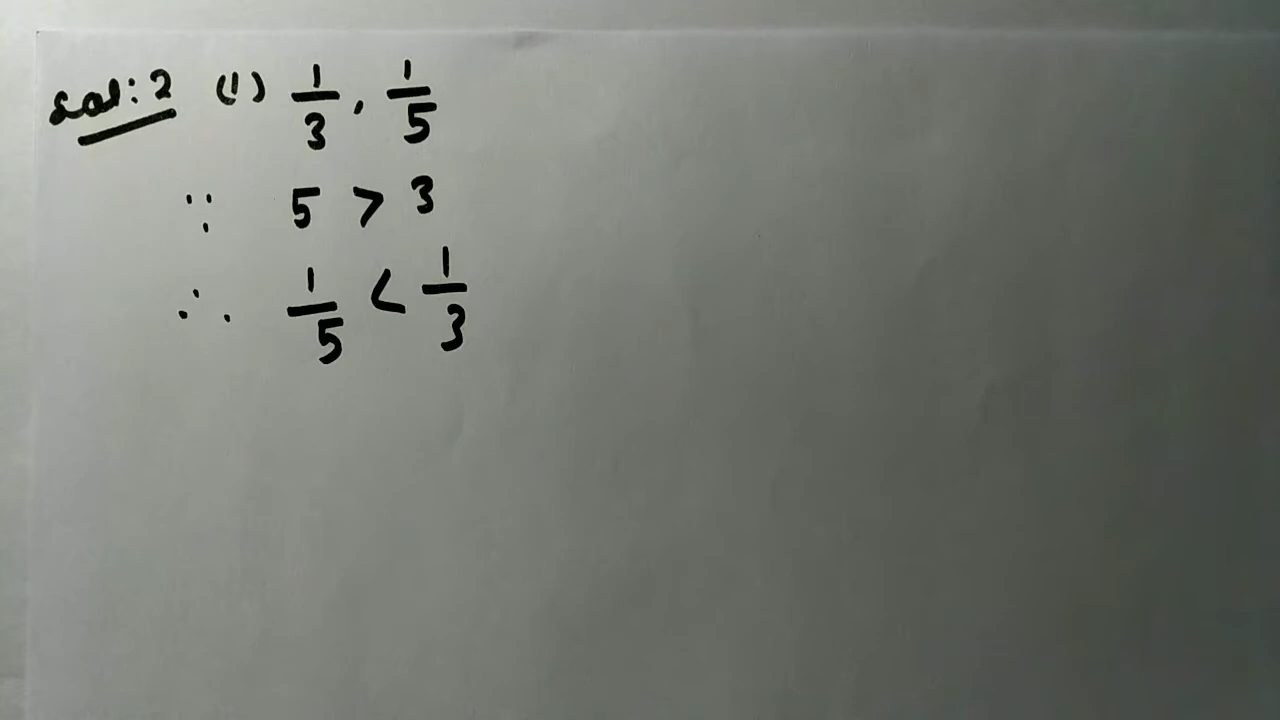 Sol: 2 (1) 1/3, 1/5
∵ 5 > 3
∴ 1/5 < 1/3